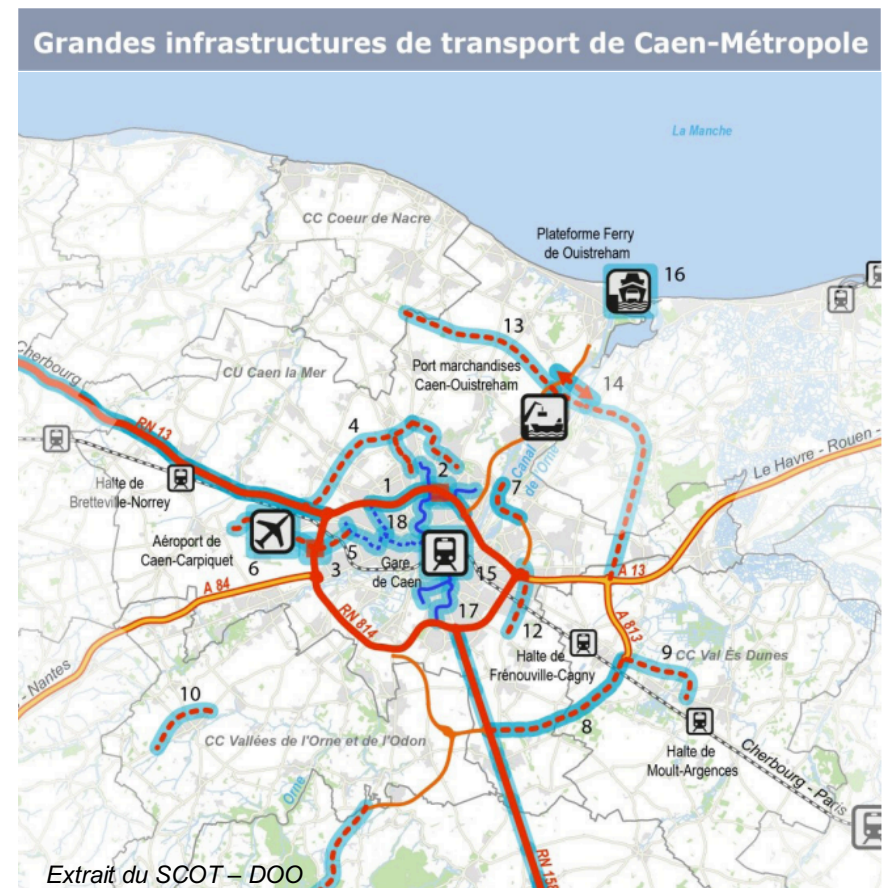 Grandes infrastructures de transport de Caen-Métropole
La Manche
CC Coeur de Nacre
Plateforme Ferry
de Ouistreham
16
13
Cherbourg
CU Caen la Mer
Port marchandises
Caen-Ouistreham
14
RN 13
4
Le Havre - Rouen -
Halte de
Bretteville-Norrey
1
2
Canal
de l'Orne
7
18
Aéroport de
Caen-Carpiquet
5
Gare
de Caen
6
3
15
A 13
A 84
RN 814
17
A 813
12
Halte de
Frénouville-Cagny
9
CC Val Ès Dunes
- Nantes
10
8
CC Vallées de l'Orne et de l'Odon
Halte de
Moult-Argences
Cherbourg - Paris
Orne
RN 158
Extrait du SCOT – DOO